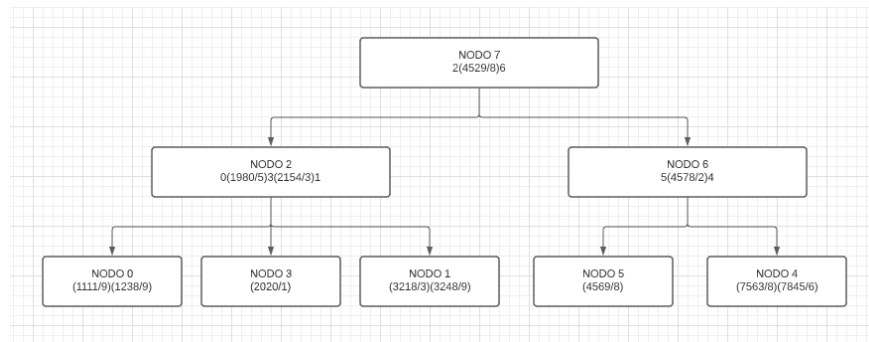 NODO 7
2(4529/8)6
NODO 2
0(1980/5)3(2154/3)1
NODO 6
5(4578/2)4
NODO 0
(1111/9)(1238/9)
NODO 3
(2020/1)
NODO 1
(3218/3)(3248/9)
NODO 5
(4569/8)
NODO 4
(7563/8)(7845/6)